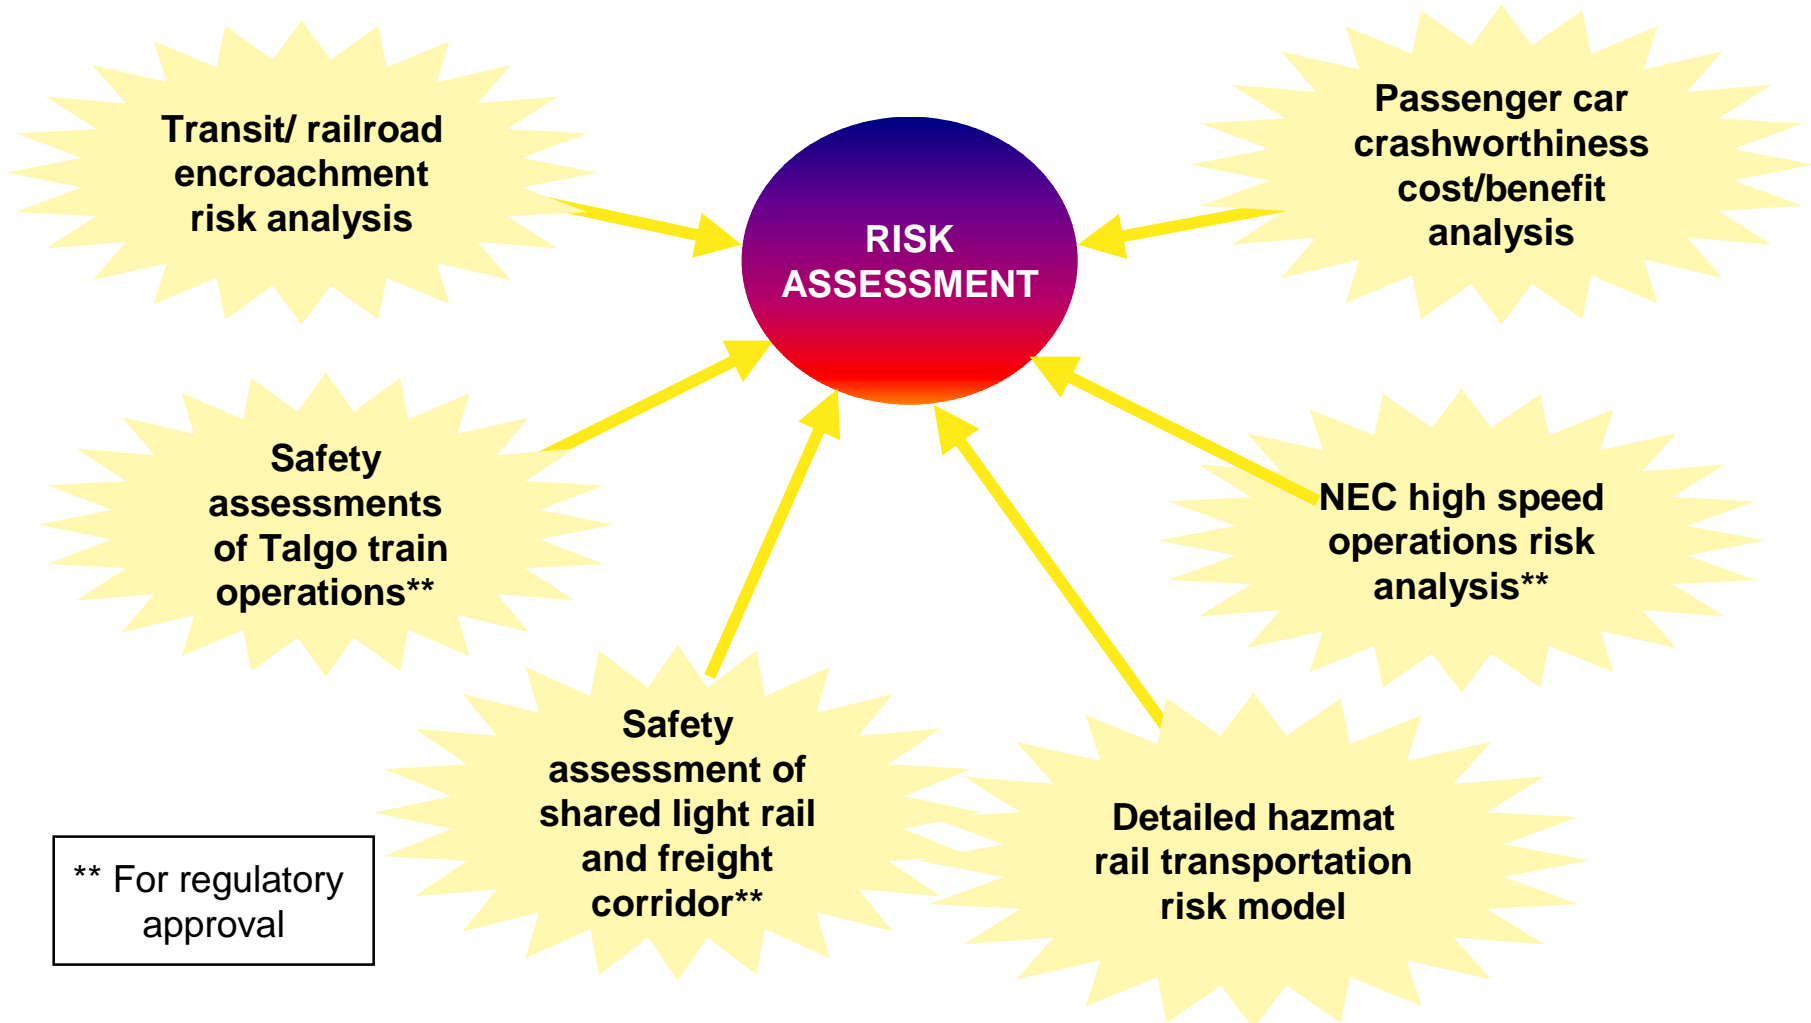 Transit/ railroad
encroachment
risk analysis
Passenger car
crashworthiness
cost/benefit
analysis
RISK
ASSESSMENT
Safety
assessments
of Talgo train
operations**
NEC high speed
operations risk
analysis**
Safety
assessment of
shared light rail
and freight
corridor**
Detailed hazmat
rail transportation
risk model
** For regulatory
approval